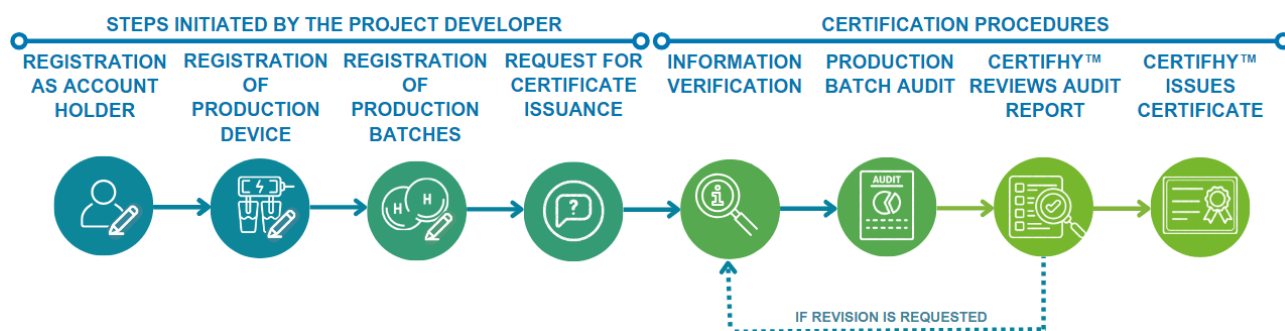 STEPS INITIATED BY THE PROJECT DEVELOPER
CERTIFICATION PROCEDURES
REGISTRATION
AS ACCOUNT
HOLDER
REGISTRATION
OF
PRODUCTION
DEVICE
REGISTRATION
OF
PRODUCTION
BATCHES
REQUEST FOR
CERTIFICATE
ISSUANCE
INFORMATION
VERIFICATION
PRODUCTION
BATCH AUDIT
CERTIFHY™
REVIEWS AUDIT
REPORT
CERTIFHY™
ISSUES
CERTIFICATE
H H
?
i
AUDIT
IF REVISION IS REQUESTED